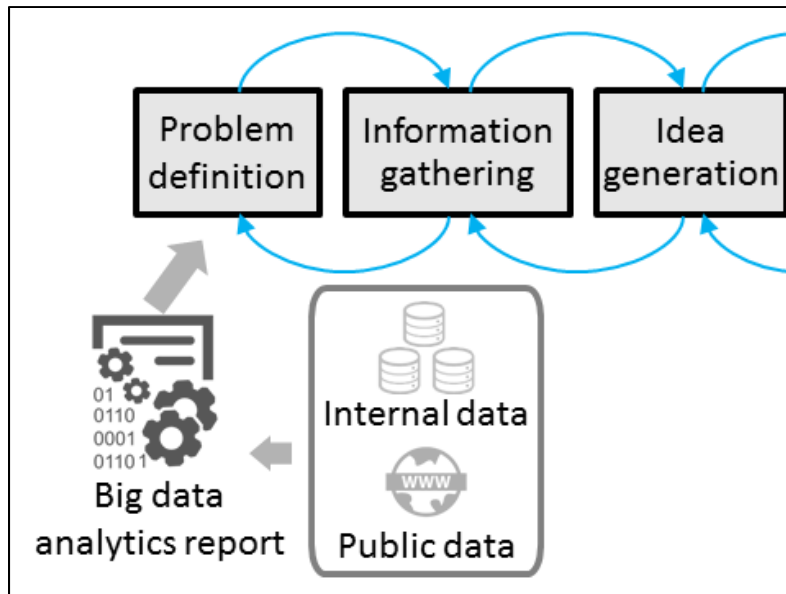 Problem
definition
Information
gathering
Idea
generation
01
0110
0001
01101
Big data
analytics report
Internal data
WWW
Public data